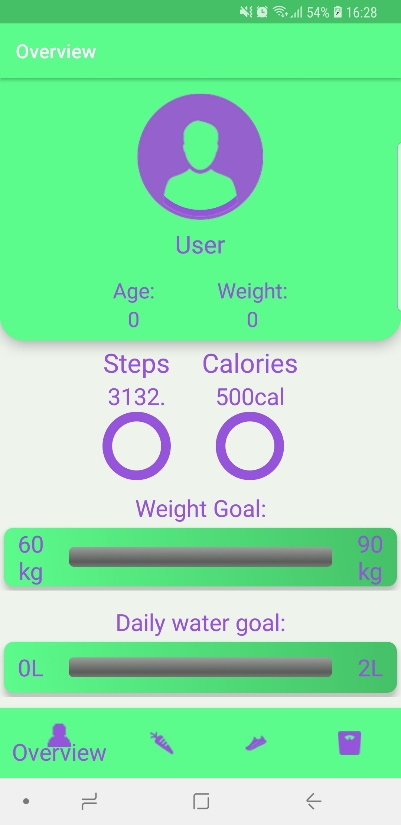 54% 16:28
Overview
User
Age: Weight:
0 0
Steps Calories
3132. 500cal
Weight Goal:
60 90
kg kg
Daily water goal:
0L 2L
Overview